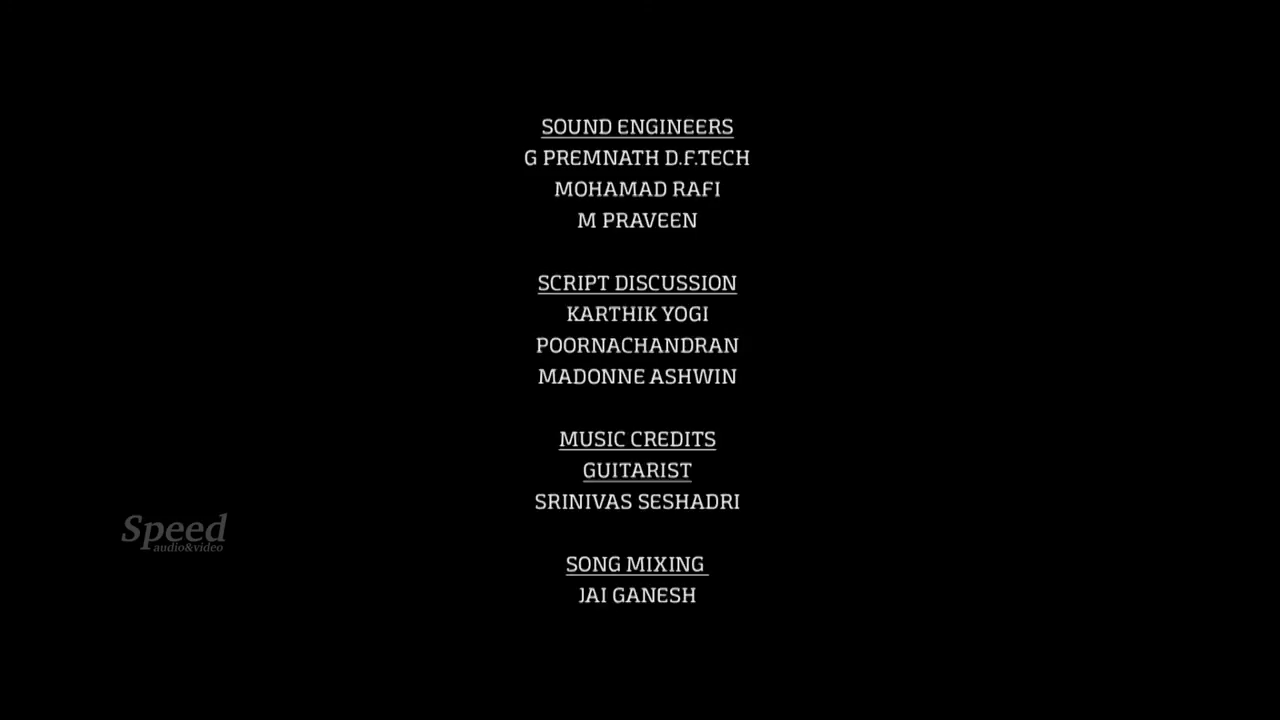 SOUND ENGINEERS
G PREMNATH D.F.TECH
MOHAMAD RAFI
M PRAVEEN
SCRIPT DISCUSSION
KARTHIK YOGI
POORNACHANDRAN
MADONNE ASHWIN
MUSIC CREDITS
GUITARIST
SRINIVAS SESHADRI
Speed
audio&video
SONG MIXING
JAI GANESH